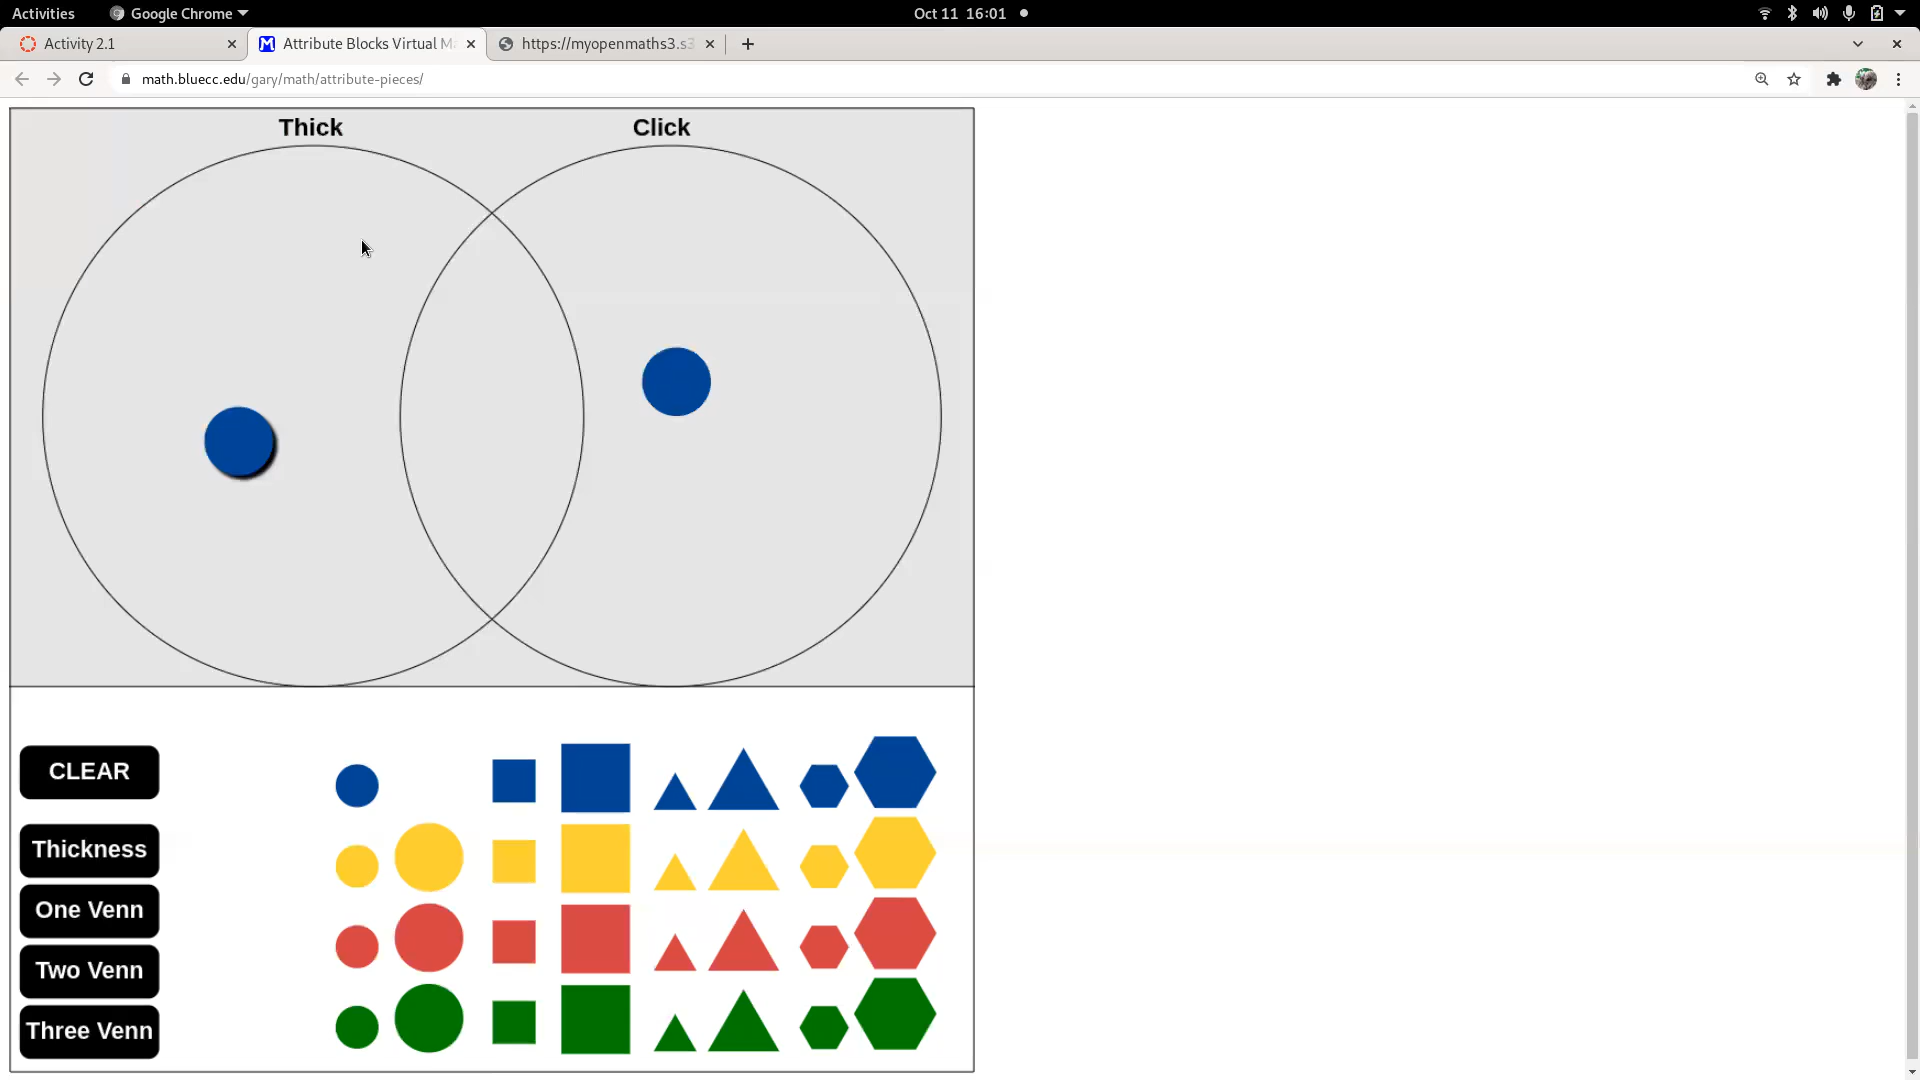 Activities
Google Chrome
Oct 11 16:01
Activity 2.1
Attribute Blocks Virtual M
https://myopenmaths3.s3
math.bluecc.edu/gary/math/attribute-pieces/
Thick
Click
CLEAR
Thickness
One Venn
Two Venn
Three Venn